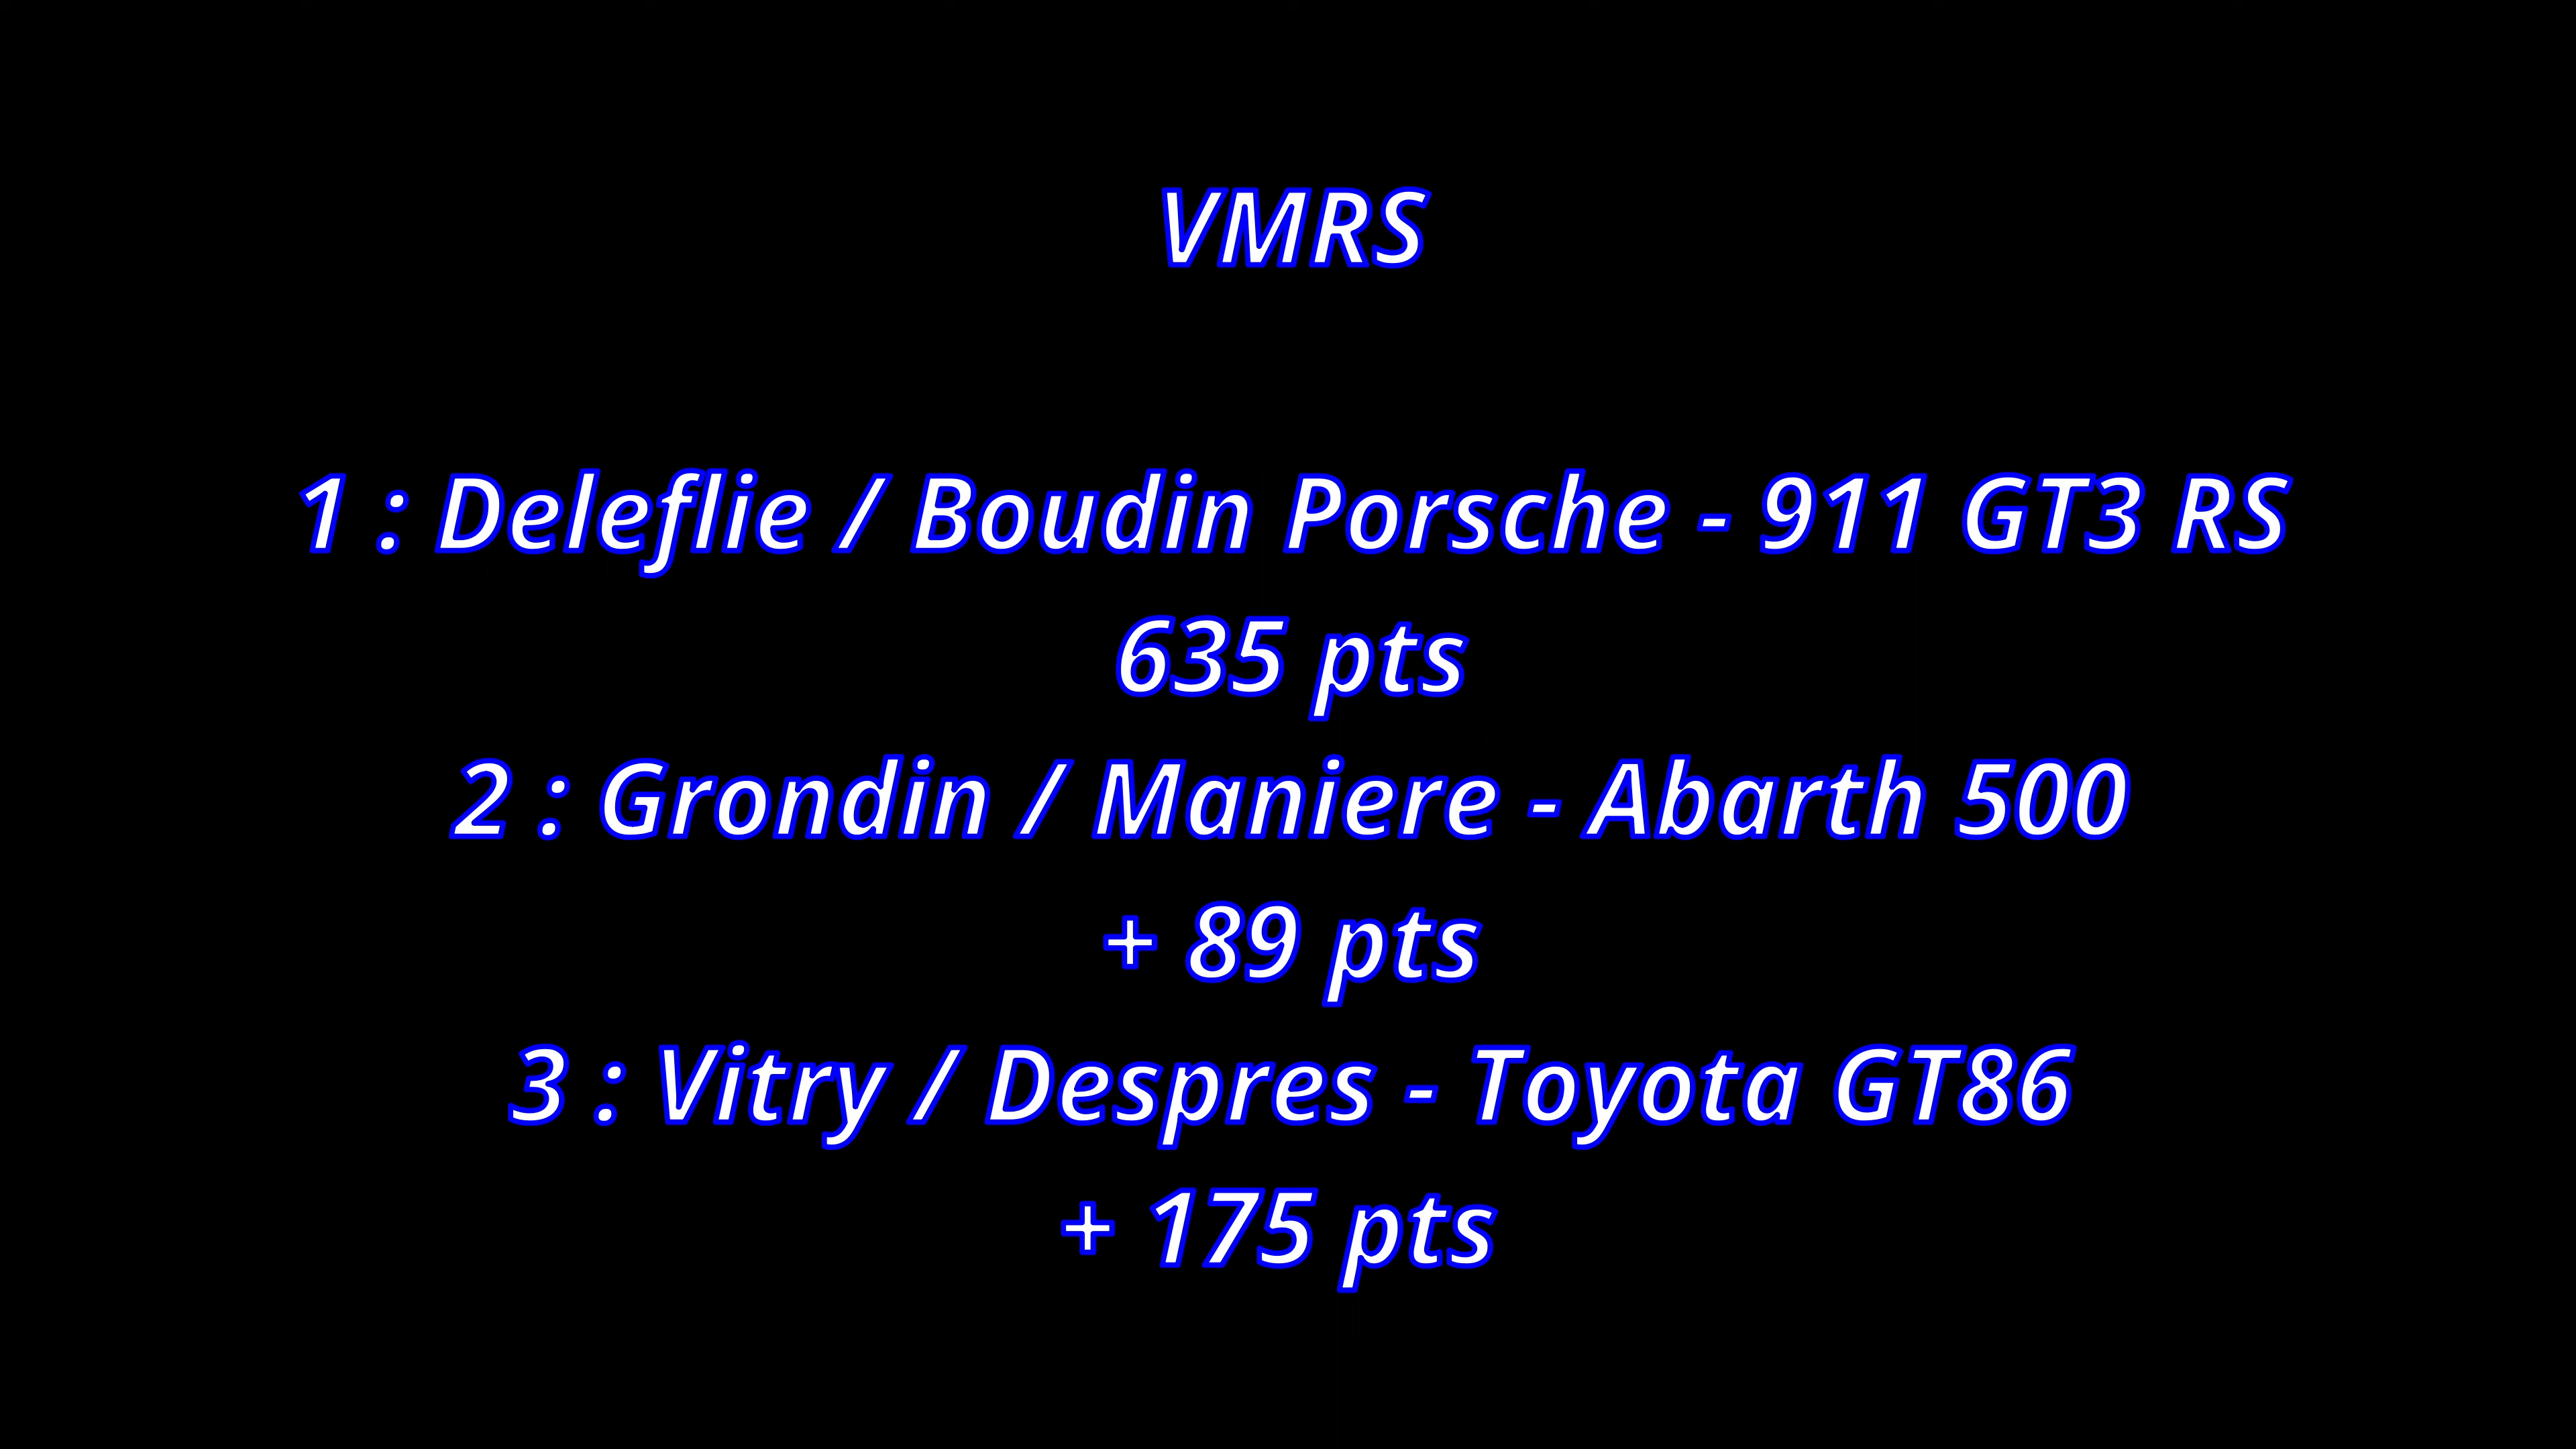 VMRS
1 : Deleflie / Boudin Porsche - 911 GT3 RS
635 pts
2 : Grondin / Maniere - Abarth 500
+ 89 pts
3 : Vitry / Despres - Toyota GT86
+ 175 pts